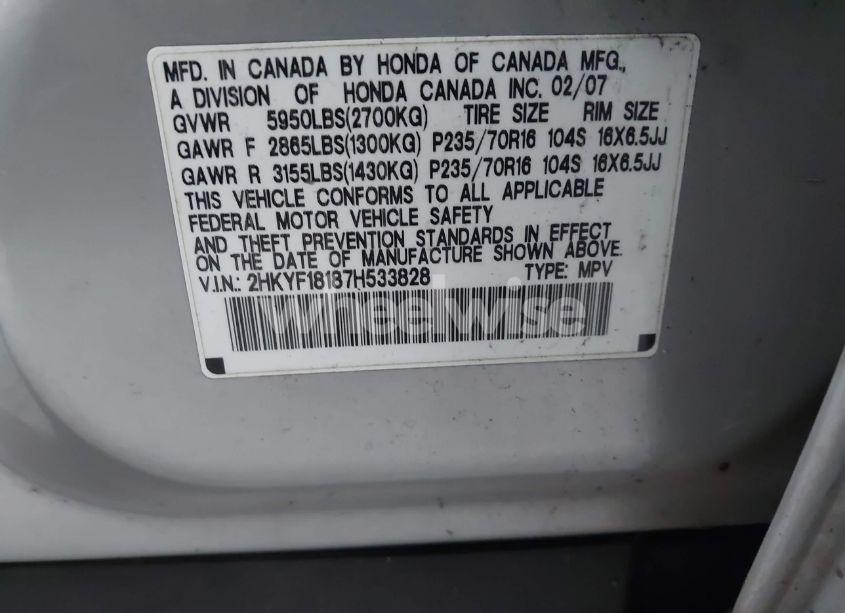 MFD. IN CANADA BY HONDA OF CANADA MFG.,
A DIVISION OF HONDA CANADA INC. 02/07
GVWR 5950LBS(2700KG) TIRE SIZE RIM SIZE
GAWR F 2865LBS(1300KG) P235/70R16 104S 16X6.5JJ
GAWR R 3155LBS(1430KG) P235/70R16 104S 16X6.5JJ
THIS VEHICLE CONFORMS TO ALL APPLICABLE
FEDERAL MOTOR VEHICLE SAFETY
AND THEFT PREVENTION STANDARDS IN EFFECT
ON THE DATE OF MANUFACTURE SHOWN ABOVE.
V.I.N.: 2HKYF18187H533828 TYPE: MPV
wheelwise